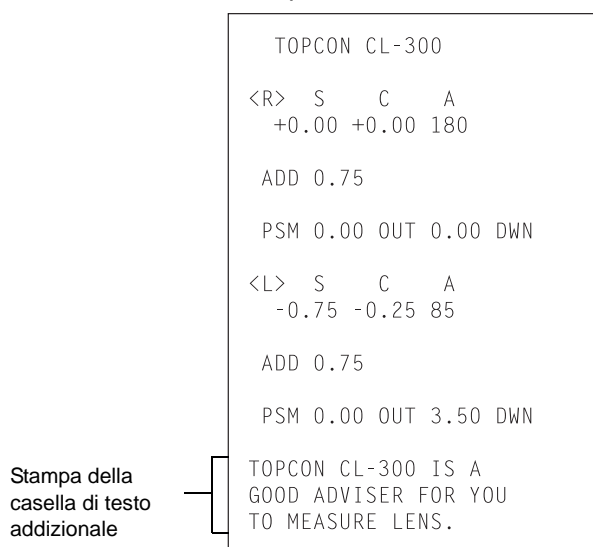 TOPCON CL-300
<R> S C A
+0.00 +0.00 180
ADD 0.75
PSM 0.00 OUT 0.00 DWN
<L> S C A
-0.75 -0.25 85
ADD 0.75
PSM 0.00 OUT 3.50 DWN
Stampa della
casella di testo
addizionale
TOPCON CL-300 IS A
GOOD ADVISER FOR YOU
TO MEASURE LENS.